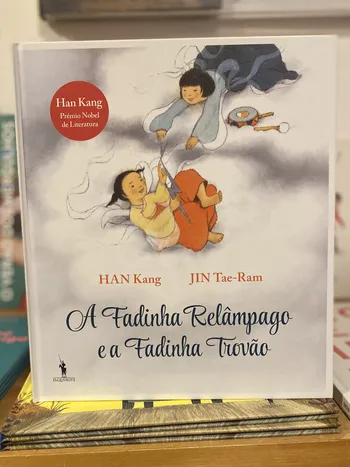 Han Kang
Prémio Nobel
de Literatura
HAN Kang
JIN Tae-Ram
A Fadinha Relâmpago
e a Fadinha Trovão